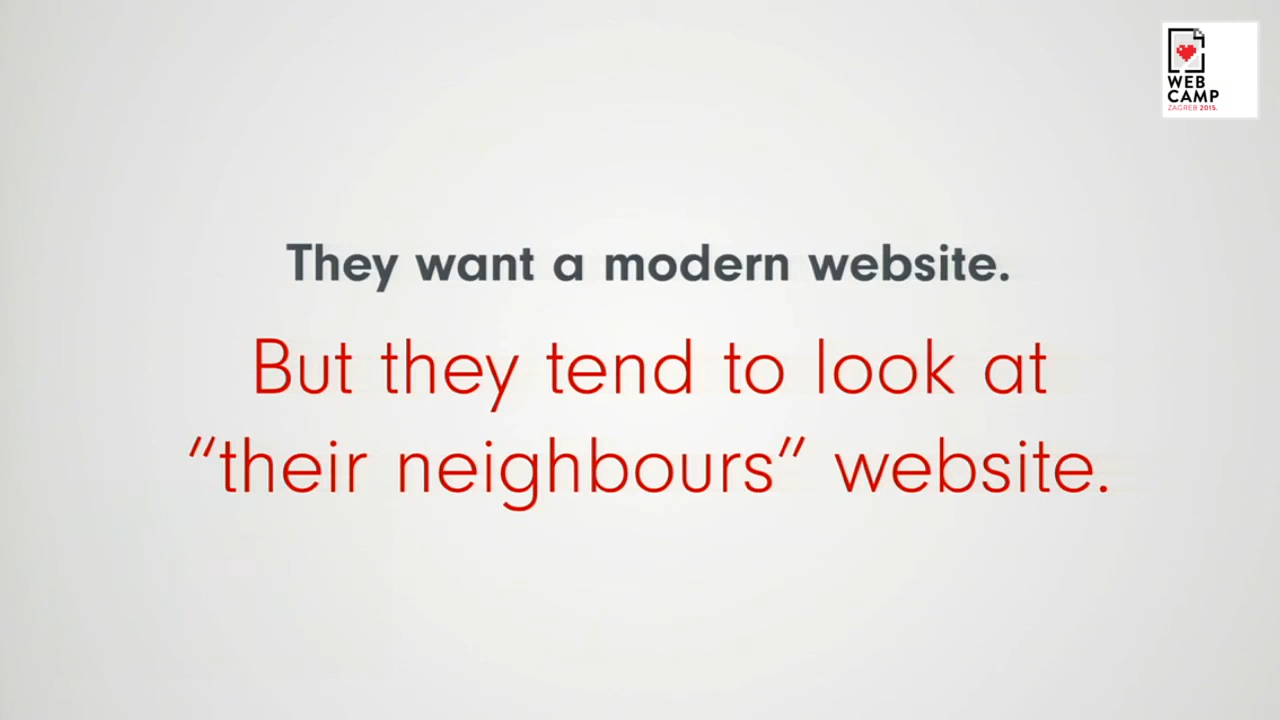 WEB
CAMP
ZAGREB 2015.
They want a modern website.
But they tend to look at
"their neighbours" website.